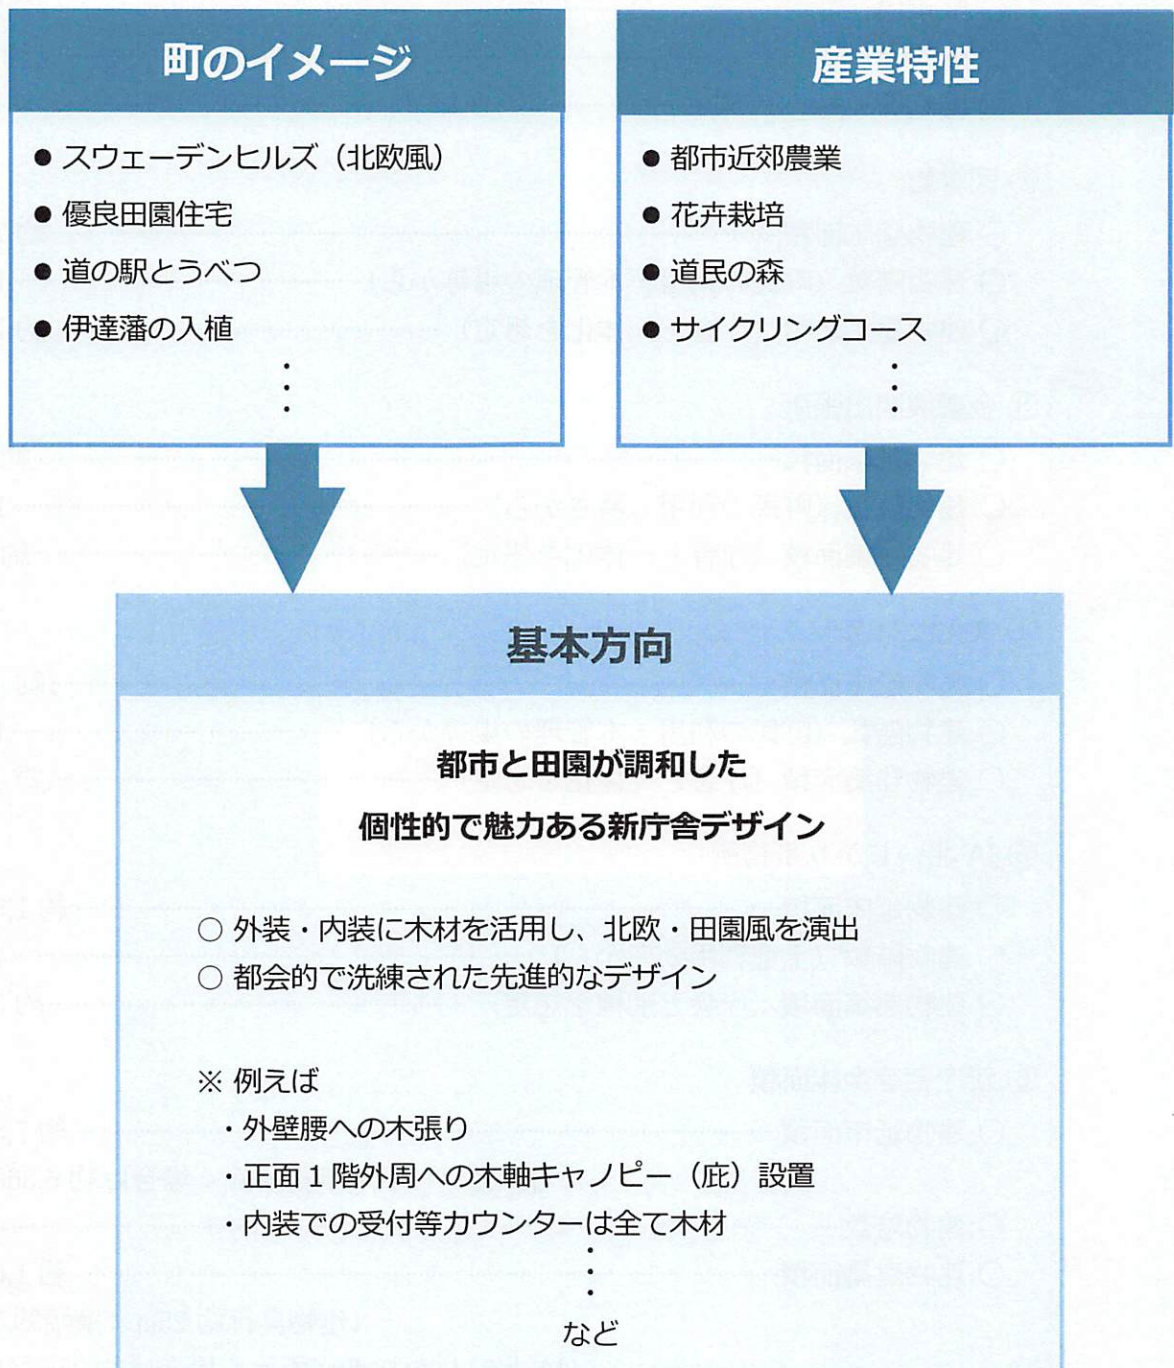 町のイメージ
● スウェーデンヒルズ（北欧風）
● 優良田園住宅
● 道の駅とうべつ
● 伊達藩の入植
産業特性
● 都市近郊農業
● 花卉栽培
● 道民の森
● サイクリングコース
基本方向
都市と田園が調和した
個性的で魅力ある新庁舎デザイン
○ 外装・内装に木材を活用し、北欧・田園風を演出
○ 都会的で洗練された先進的なデザイン
※ 例えば
・外壁腰への木張り
・正面１階外周への木軸キャノピー（庇）設置
・内装での受付等カウンターは全て木材
など